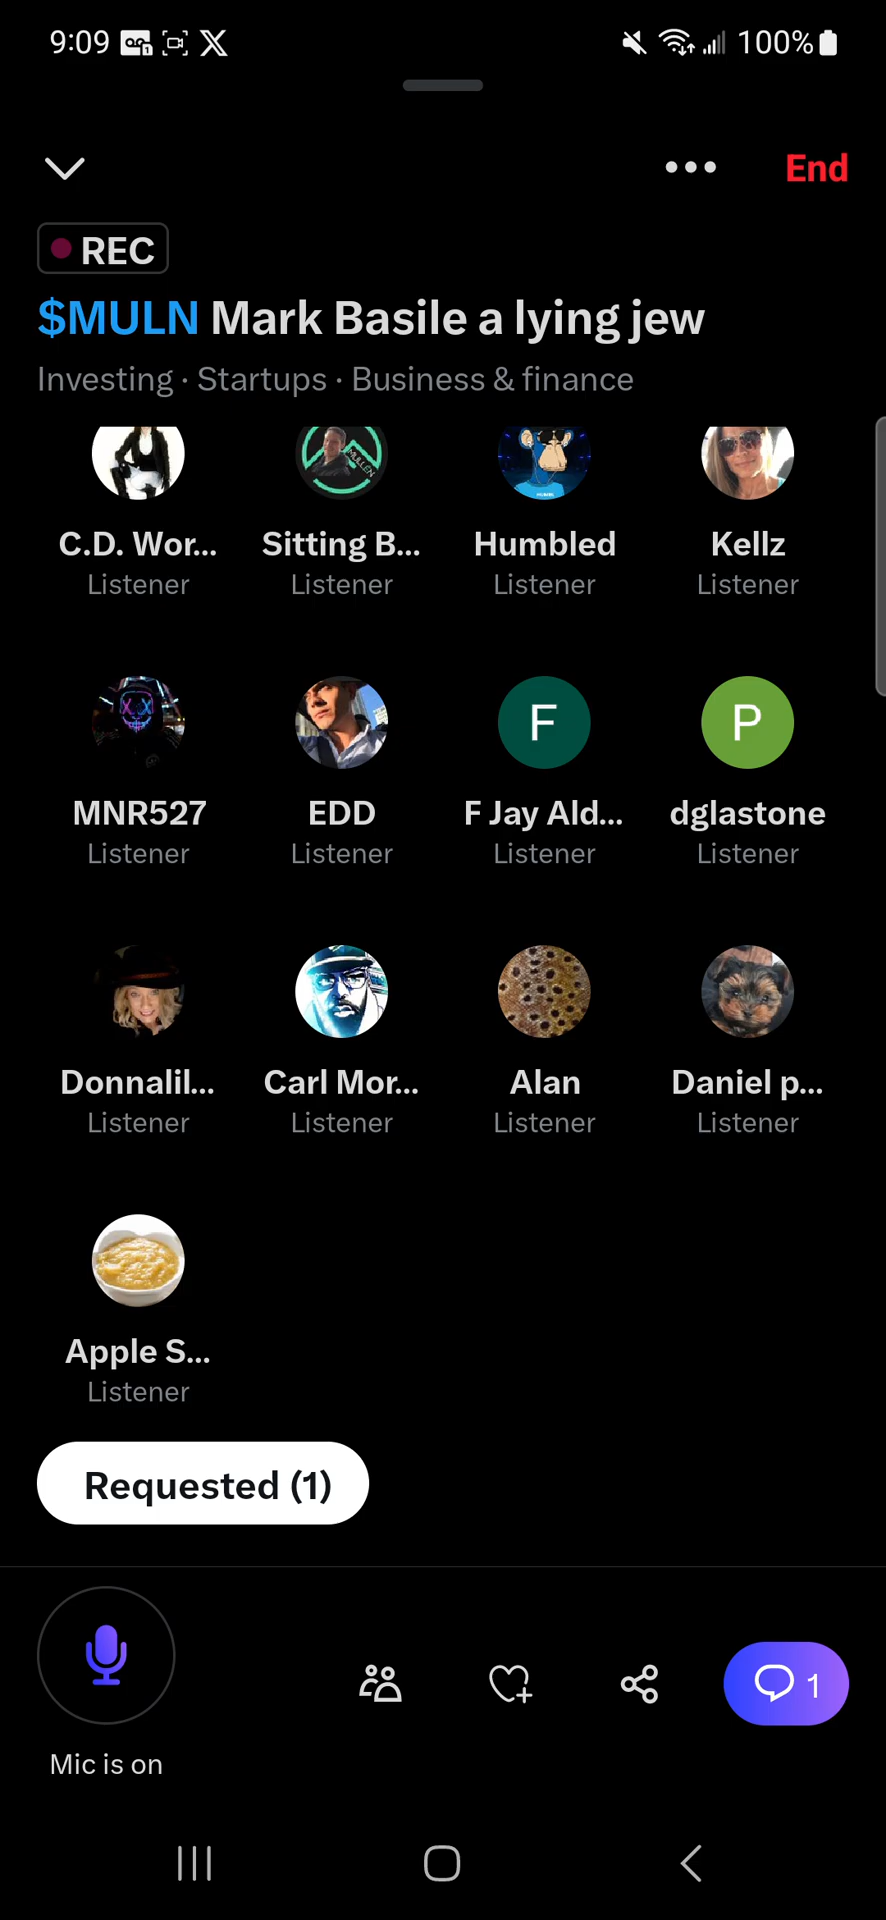 9:09 100%
End
REC
$MULN Mark Basile a lying jew
Investing · Startups · Business & finance
C.D. Wor... Sitting B... Humbled Kellz
Listener Listener Listener Listener
F P
MNR527 EDD F Jay Ald... dglastone
Listener Listener Listener Listener
Donnalil... Carl Mor... Alan Daniel p...
Listener Listener Listener Listener
Apple S...
Listener
Requested (1)
1
Mic is on